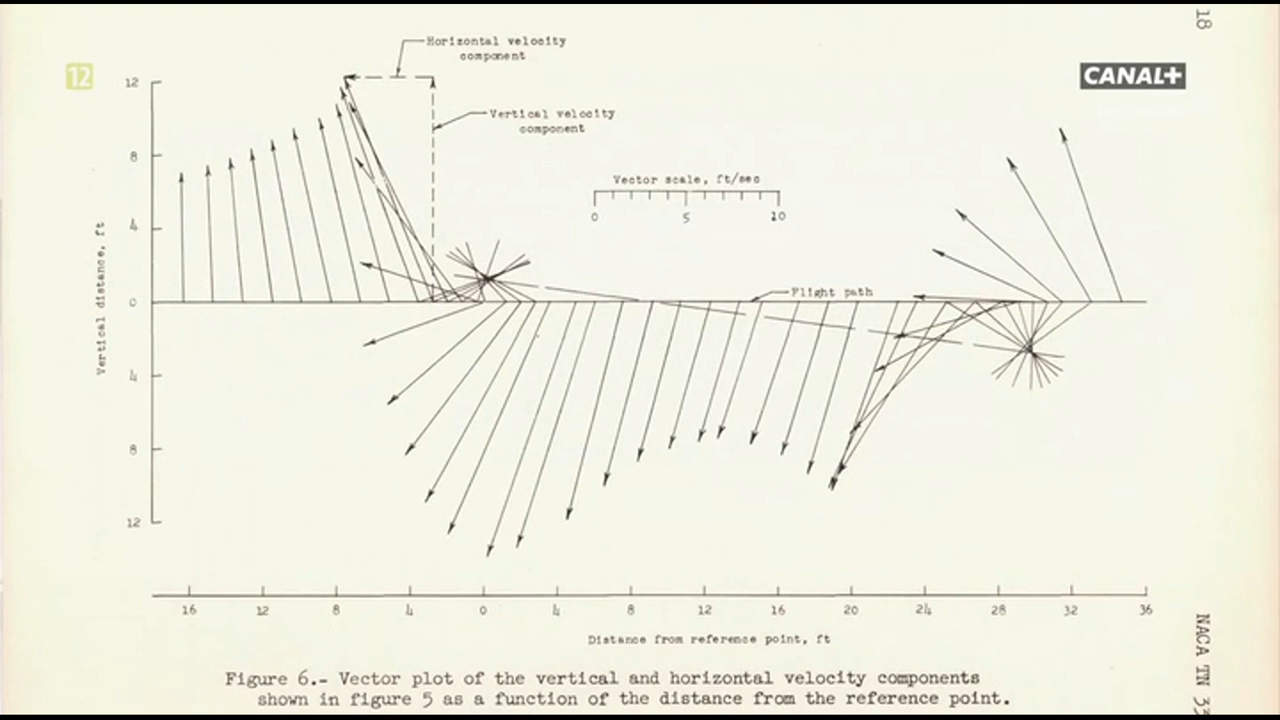 18
12
CANAL+
Horizontal velocity
component
Vertical velocity
component
Vector scale, ft/sec
0 5 10
Flight path
Vertical distance, ft
12
8
4
0
4
8
12
16 12 8 4 0 4 8 12 16 20 24 28 32 36
Distance from reference point, ft
NACA TN
Figure 6.- Vector plot of the vertical and horizontal velocity components
shown in figure 5 as a function of the distance from the reference point.